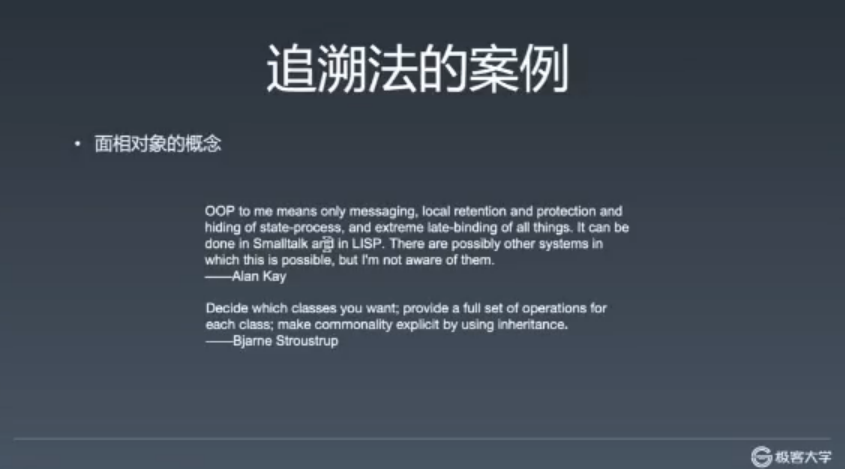 追溯法的案例
• 面相对象的概念
OOP to me means only messaging, local retention and protection and
hiding of state-process, and extreme late-binding of all things. It can be
done in Smalltalk and in LISP. There are possibly other systems in
which this is possible, but I'm not aware of them.
——Alan Kay
Decide which classes you want; provide a full set of operations for
each class; make commonality explicit by using inheritance.
——Bjarne Stroustrup
极客大学